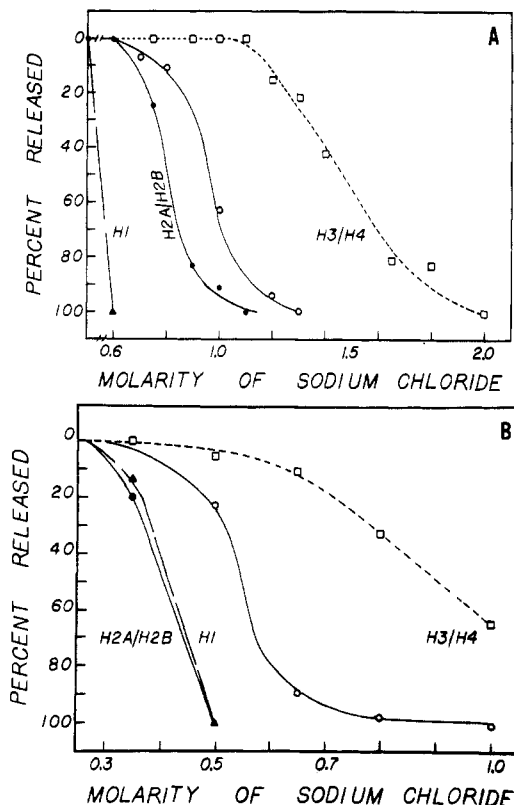 A
0
20
40
60
80
100
PERCENT RELEASED
H1
H2A/H2B
H3/H4
0.6
1.0
1.5
2.0
MOLARITY OF SODIUM CHLORIDE
B
0
20
40
60
80
100
PERCENT RELEASED
H2A/H2B
H1
H3/H4
0.3
0.5
0.7
1.0
MOLARITY OF SODIUM CHLORIDE